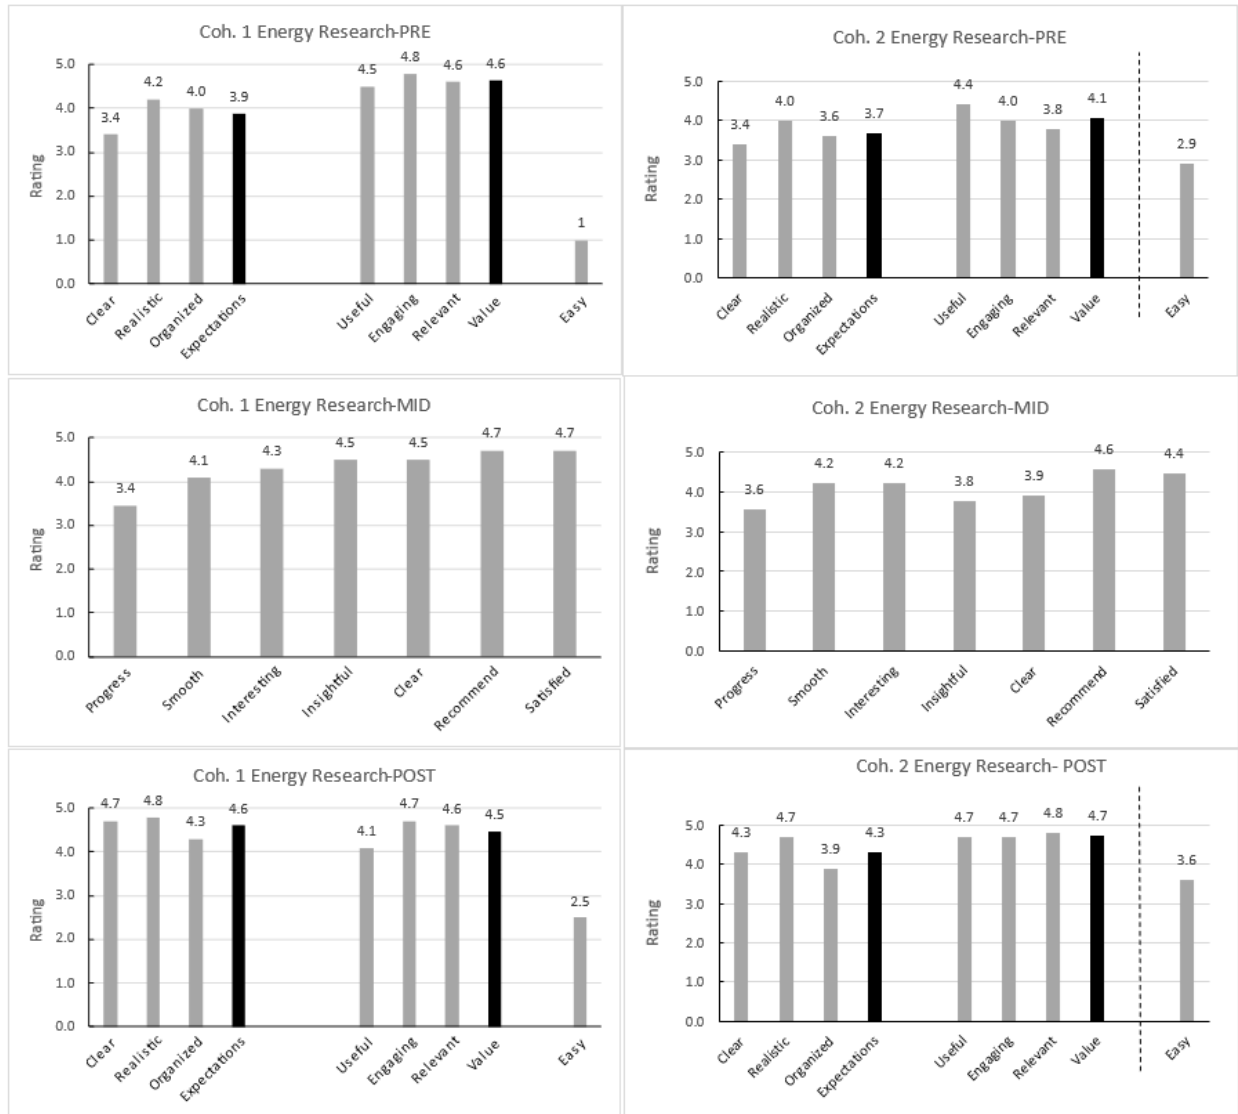 Coh. 1 Energy Research-PRE
5.0
4.0
3.0
2.0
1.0
0.0
Rating
3.4
4.2
4.0
3.9
4.5
4.8
4.6
4.6
1
Clear
Realistic
Organized
Expectations
Useful
Engaging
Relevant
Value
Easy
Coh. 2 Energy Research-PRE
5.0
4.0
3.0
2.0
1.0
0.0
Rating
3.4
4.0
3.6
3.7
4.4
4.0
3.8
4.1
2.9
Clear
Realistic
Organized
Expectations
Useful
Engaging
Relevant
Value
Easy
Coh. 1 Energy Research-MID
5.0
4.0
3.0
2.0
1.0
0.0
Rating
3.4
4.1
4.3
4.5
4.5
4.7
4.7
Progress
Smooth
Interesting
Insightful
Clear
Recommend
Satisfied
Coh. 2 Energy Research-MID
5.0
4.0
3.0
2.0
1.0
0.0
Rating
3.6
4.2
4.2
3.8
3.9
4.6
4.4
Progress
Smooth
Interesting
Insightful
Clear
Recommend
Satisfied
Coh. 1 Energy Research-POST
5.0
4.0
3.0
2.0
1.0
0.0
Rating
4.7
4.8
4.3
4.6
4.1
4.7
4.6
4.5
2.5
Clear
Realistic
Organized
Expectations
Useful
Engaging
Relevant
Value
Easy
Coh. 2 Energy Research- POST
5.0
4.0
3.0
2.0
1.0
0.0
Rating
4.3
4.7
3.9
4.3
4.7
4.7
4.8
4.7
3.6
Clear
Realistic
Organized
Expectations
Useful
Engaging
Relevant
Value
Easy